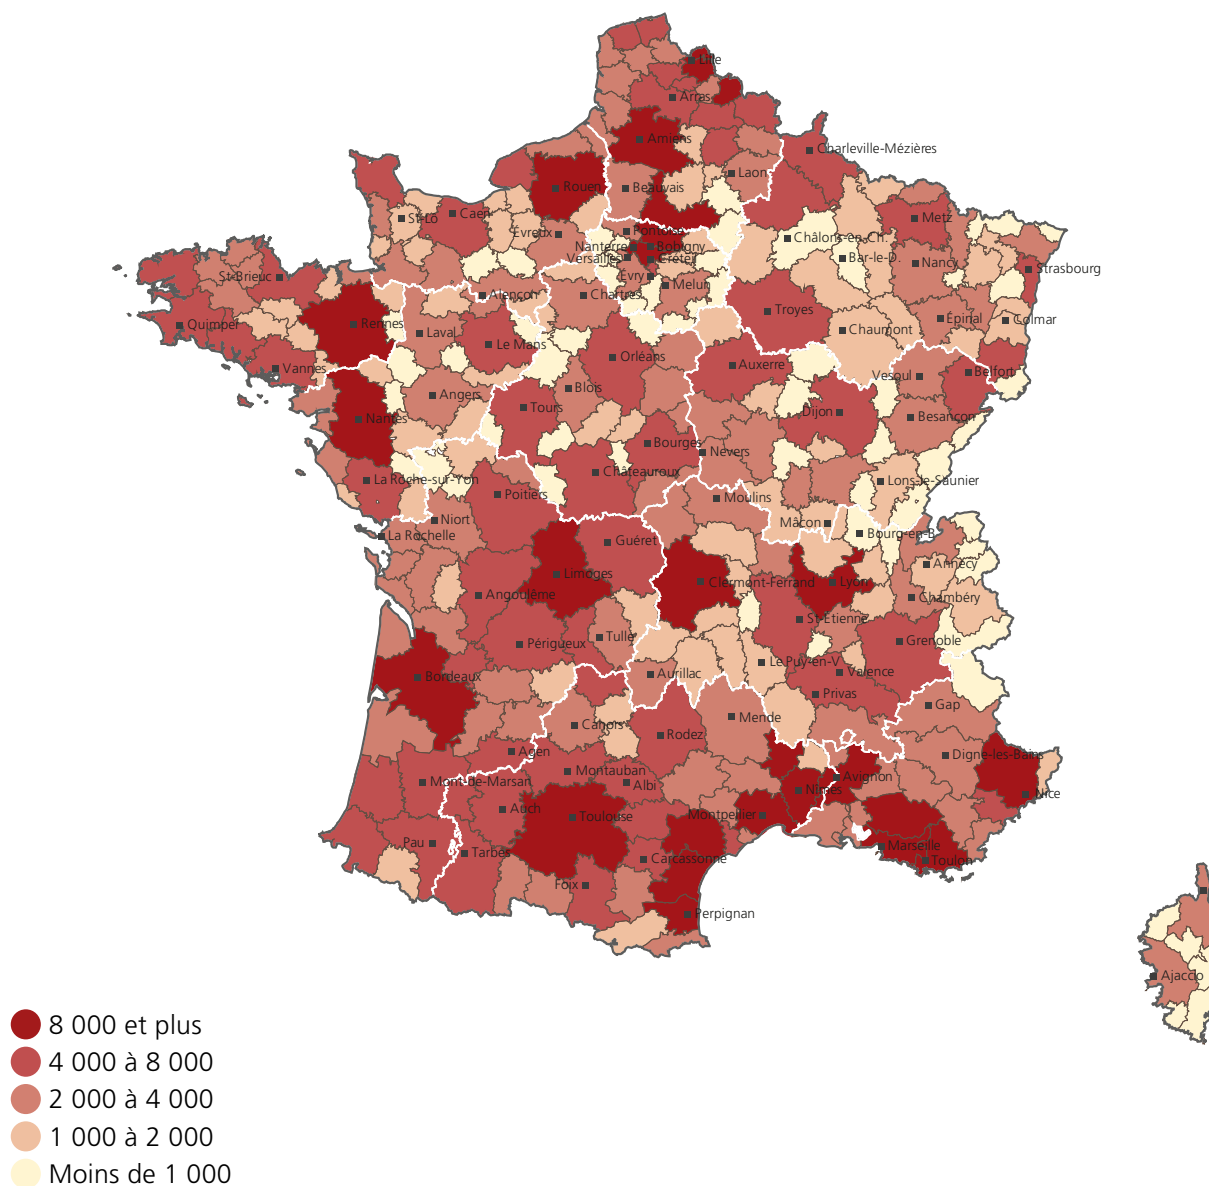 Lille
Arras
Amiens
Charleville-Mézières
Laon
Rouen
Beauvais
St-Lô
Caen
Metz
Évreux
Pontoise
Châlons-en-Ch.
Nanterre
Bobigny
Versailles
Créteil
Bar-le-D.
Nancy
Strasbourg
St-Brieuc
Évry
Melun
Alençon
Chartres
Troyes
Épinal
Colmar
Quimper
Rennes
Laval
Chaumont
Le Mans
Orléans
Vannes
Auxerre
Vesoul
Belfort
Blois
Angers
Tours
Dijon
Besançon
Nantes
Bourges
Nevers
Châteauroux
La Roche-sur-Yon
Lons-le-Saunier
Poitiers
Moulins
Niort
Mâcon
La Rochelle
Bourg-en-B
Guéret
Annecy
Limoges
Clermont-Ferrand
Lyon
Angoulême
Chambéry
St-Etienne
Tulle
Grenoble
Périgueux
Le Puy-en-V
Bordeaux
Aurillac
Valence
Privas
Gap
Cahors
Mende
Rodez
Agen
Digne-les-Bains
Montauban
Avignon
Mont-de-Marsan
Albi
Nîmes
Nice
Auch
Toulouse
Montpellier
Pau
Tarbes
Marseille
Carcassonne
Toulon
Foix
Perpignan
Ajaccio
8 000 et plus
4 000 à 8 000
2 000 à 4 000
1 000 à 2 000
Moins de 1 000